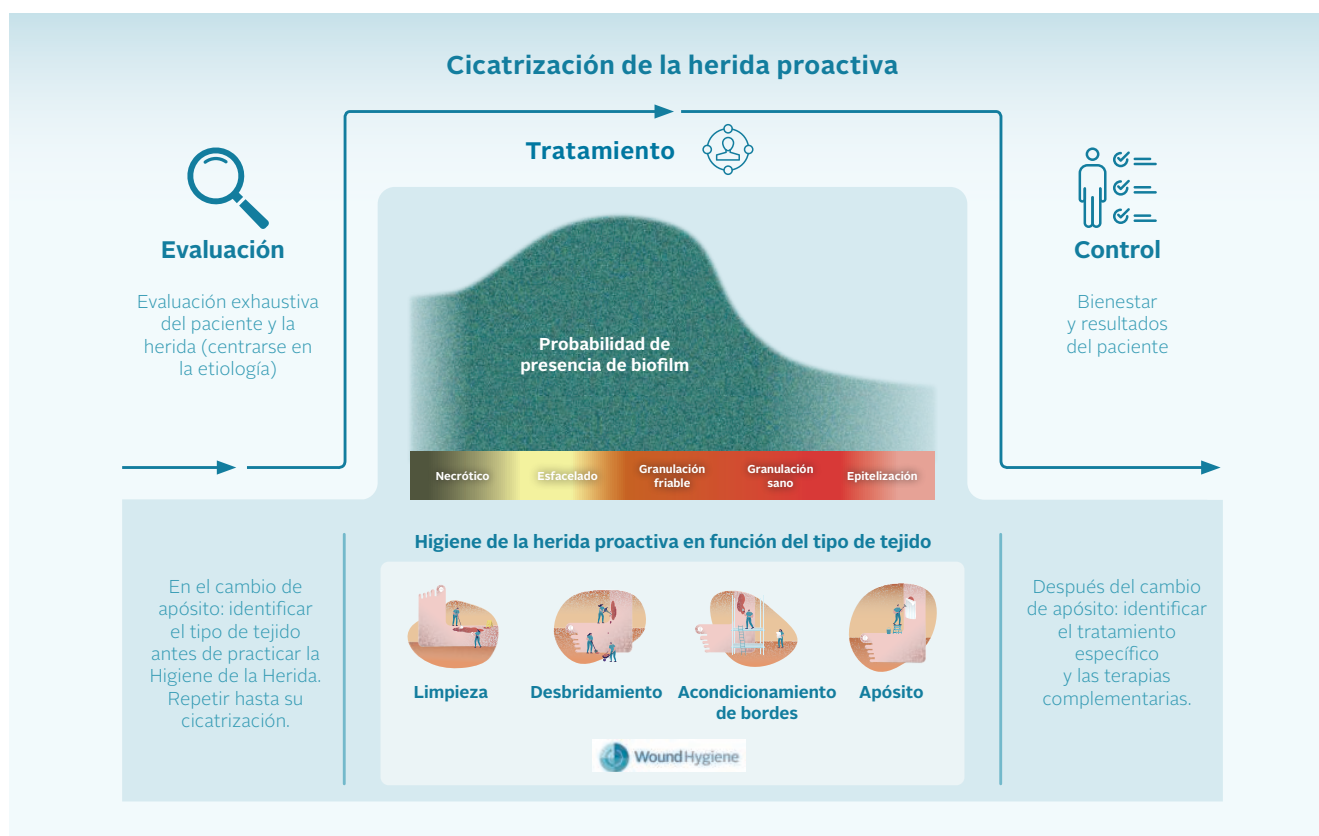 Cicatrización de la herida proactiva
Tratamiento
Evaluación
Evaluación exhaustiva
del paciente y la
herida (centrarse en
la etiología)
Probabilidad de
presencia de biofilm
Necrótico
Esfacelado
Granulación
friable
Granulación
sano
Epitelización
Control
Bienestar
y resultados
del paciente
En el cambio de
apósito: identificar
el tipo de tejido
antes de practicar la
Higiene de la Herida.
Repetir hasta su
cicatrización.
Higiene de la herida proactiva en función del tipo de tejido
Limpieza
Desbridamiento
Acondicionamiento
de bordes
Apósito
WoundHygiene
Después del cambio
de apósito: identificar
el tratamiento
específico
y las terapias
complementarias.